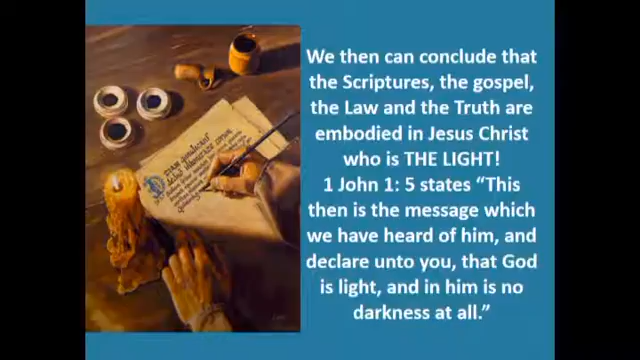 We then can conclude that
the Scriptures, the gospel,
the Law and the Truth are
embodied in Jesus Christ
who is THE LIGHT!
1 John 1: 5 states “This
then is the message which
we have heard of him, and
declare unto you, that God
is light, and in him is no
darkness at all.”